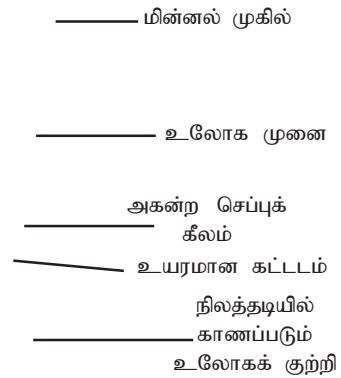 மின்னல் முகில்
உலோக முனை
அகன்ற செப்புக்
கீலம்
உயரமான கட்டடம்
நிலத்தடியில்
காணப்படும்
உலோகக் குற்றி